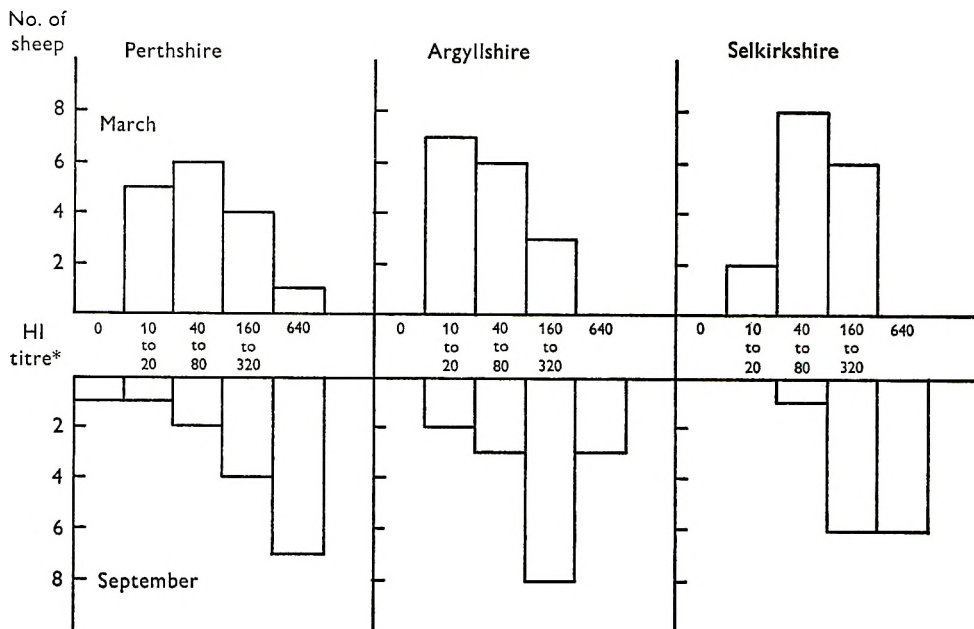 No. of
sheep
Perthshire
Argyllshire
Selkirkshire
8
March
6
4
2
HI
titre*
0
10
to
20
40
to
80
160
to
320
640
0
10
to
20
40
to
80
160
to
320
640
0
10
to
20
40
to
80
160
to
320
640
2
4
6
8
September